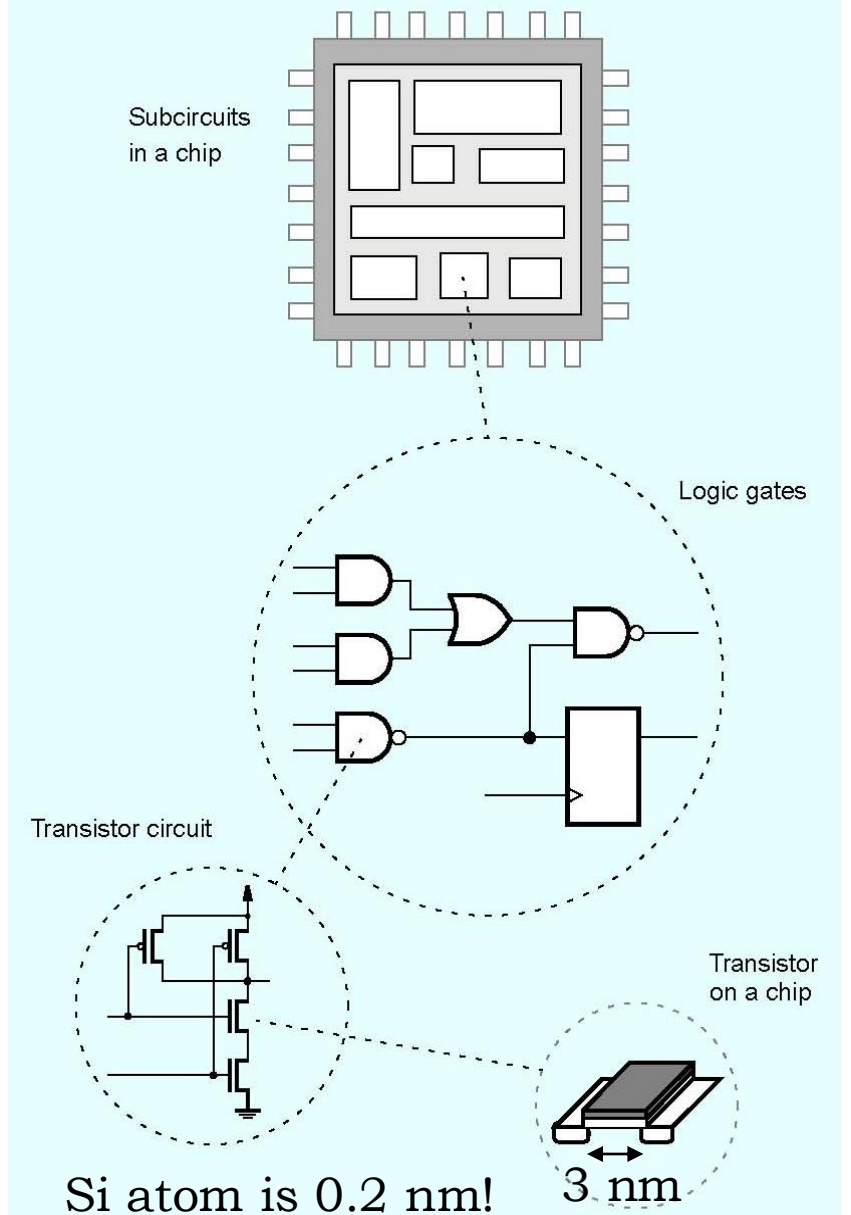 Subcircuits
in a chip
Logic gates
Transistor circuit
Transistor
on a chip
3 nm
Si atom is 0.2 nm!